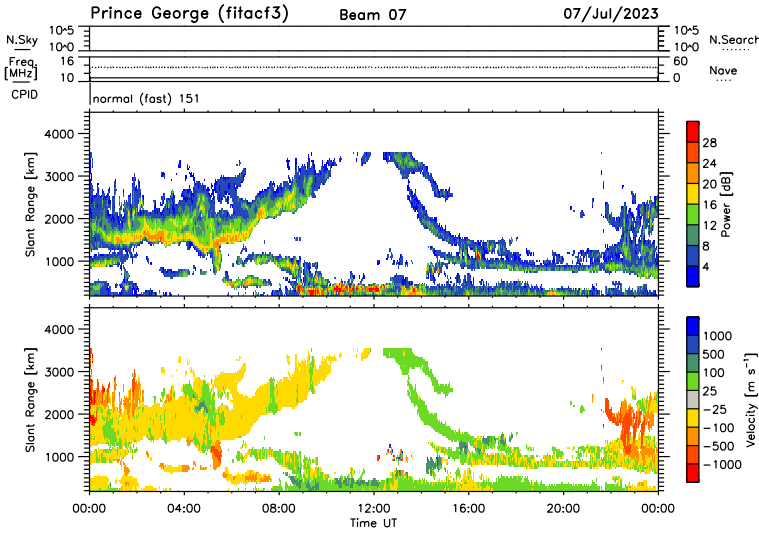 Prince George (fitacf3) Beam 07 07/Jul/2023
N.Sky 10^5 10^0 10^5 10^0 N.Search
Freq. [MHz] 16 10 60 0 Nave
CPID normal (fast) 151
Slant Range [km] 4000 3000 2000 1000
Power [dB] 28 24 20 16 12 8 4
Slant Range [km] 4000 3000 2000 1000
Velocity [m s⁻¹] 1000 500 100 25 −25 −100 −500 −1000
00:00 04:00 08:00 12:00 16:00 20:00 00:00
Time UT